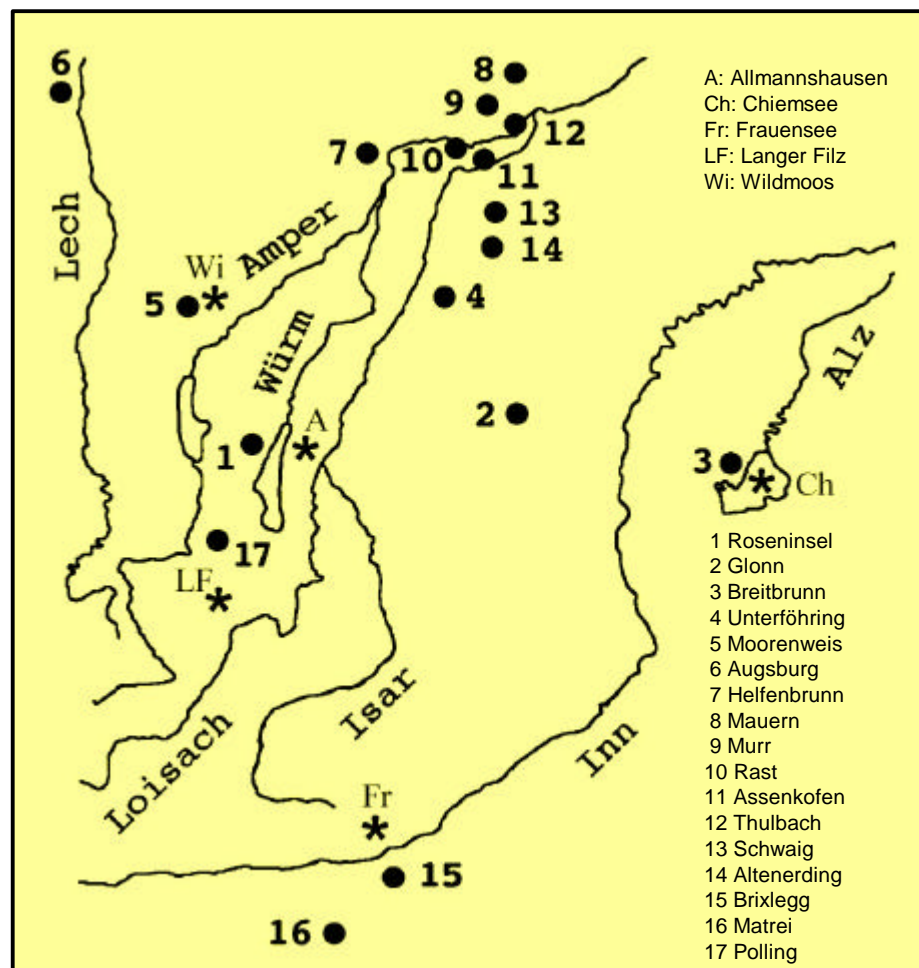 6
8
9
12
7
10
11
13
14
Lech
Amper
Wi
5
4
Würm
Alz
2
A
1
3
Ch
17
LF
Isar
Loisach
Inn
Fr
15
16
A: Allmannshausen
Ch: Chiemsee
Fr: Frauensee
LF: Langer Filz
Wi: Wildmoos
1 Roseninsel
2 Glonn
3 Breitbrunn
4 Unterföhring
5 Moorenweis
6 Augsburg
7 Helfenbrunn
8 Mauern
9 Murr
10 Rast
11 Assenkofen
12 Thulbach
13 Schwaig
14 Altenerding
15 Brixlegg
16 Matrei
17 Polling